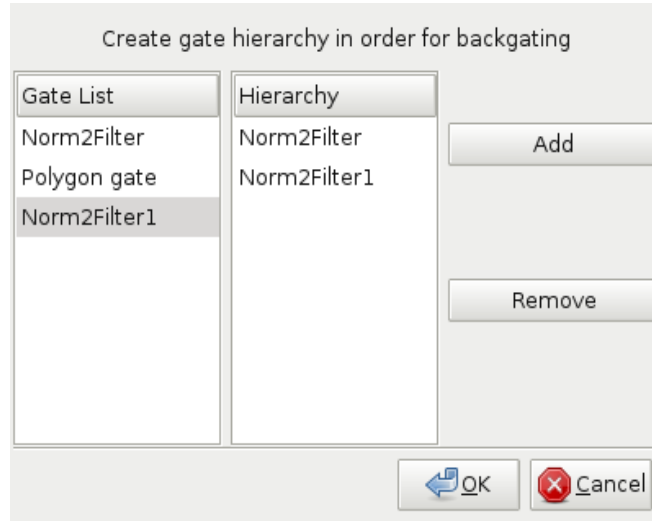 Create gate hierarchy in order for backgating
Gate List
Hierarchy
Norm2Filter
Norm2Filter
Polygon gate
Norm2Filter1
Norm2Filter1
Add
Remove
OK
Cancel